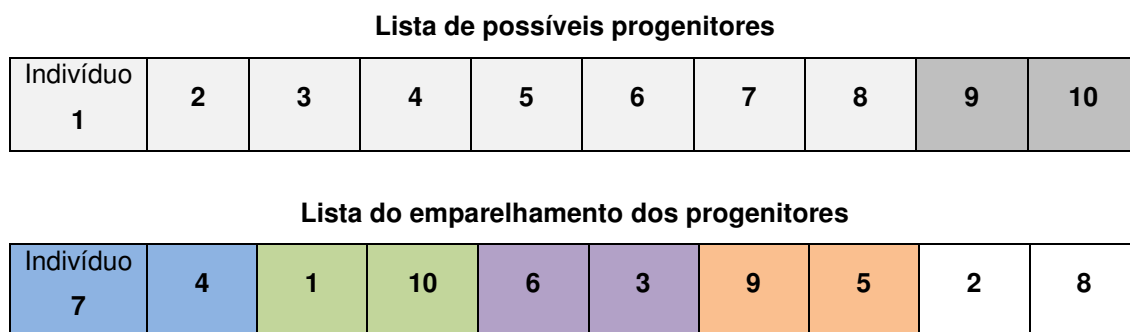 Lista de possíveis progenitores
Indivíduo
1 2 3 4 5 6 7 8 9 10
Lista do emparelhamento dos progenitores
Indivíduo
7 4 1 10 6 3 9 5 2 8